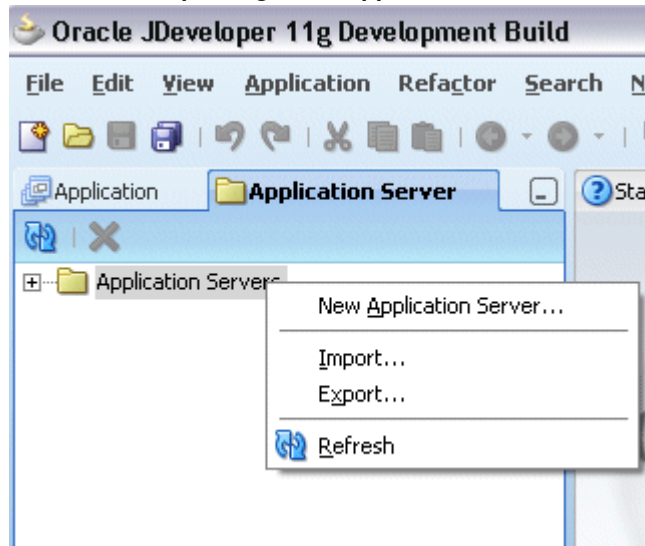 Oracle JDeveloper 11g Development Build
File Edit View Application Refactor Search N
Application Application Server Sta
Application Servers
New Application Server...
Import...
Export...
Refresh